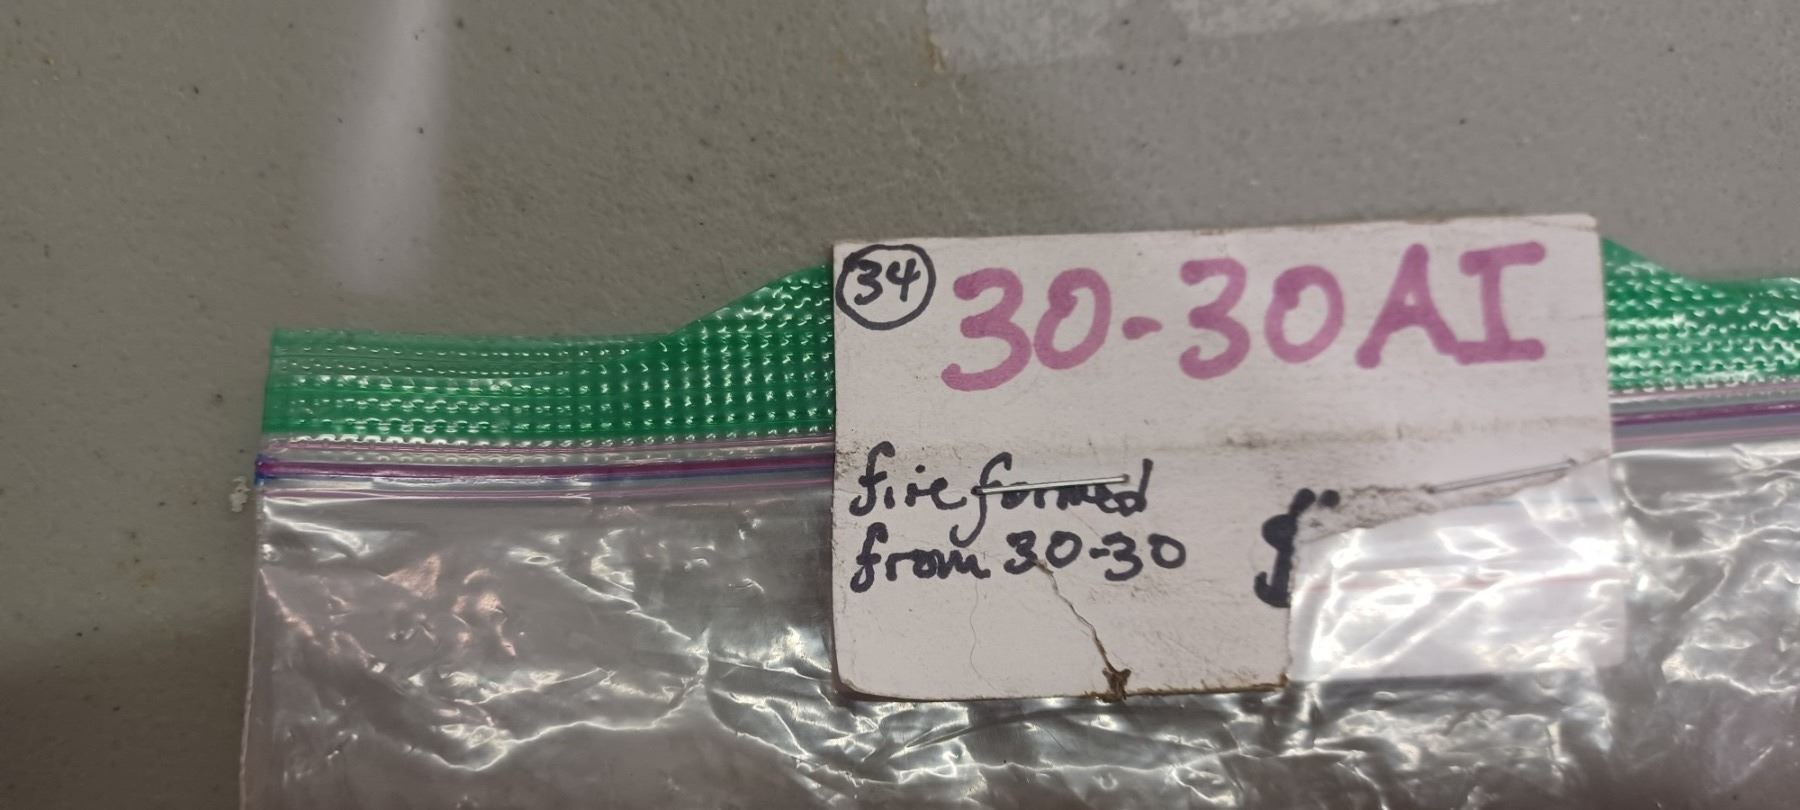 34 30-30AI
fire formed
from 30-30